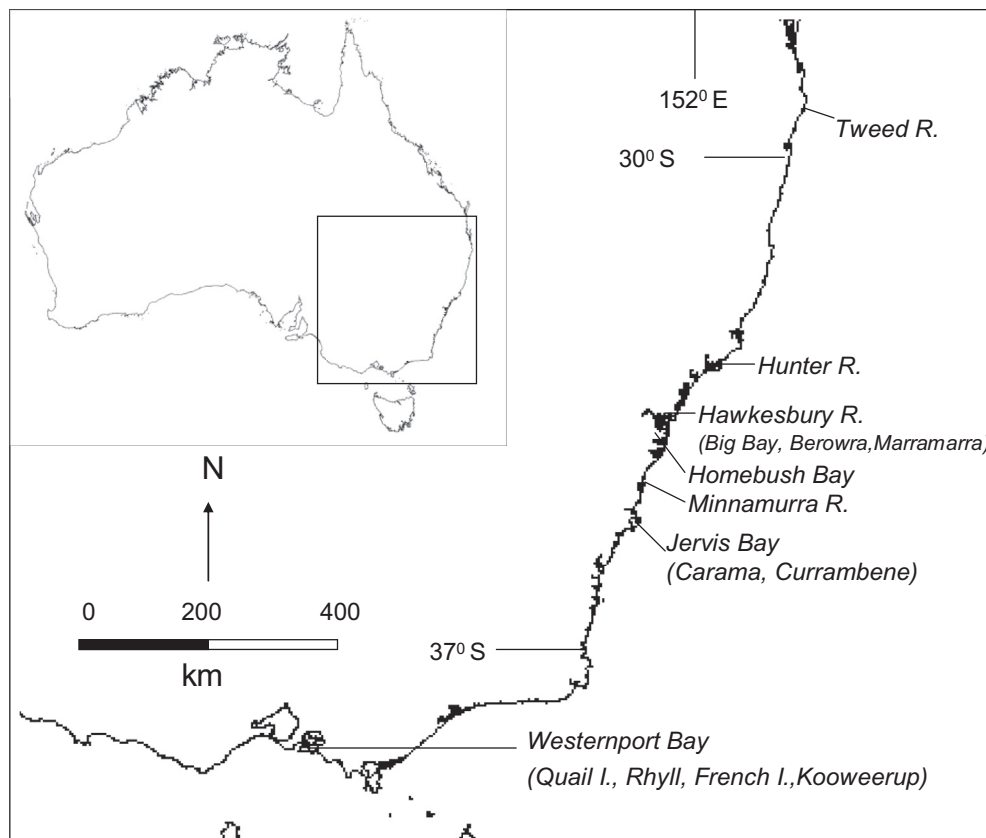 152⁰ E
Tweed R.
30⁰ S
Hunter R.
Hawkesbury R.
(Big Bay, Berowra,Marramarra)
Homebush Bay
Minnamurra R.
Jervis Bay
(Carama, Currambene)
N
0 200 400
km
37⁰ S
Westernport Bay
(Quail I., Rhyll, French I.,Kooweerup)